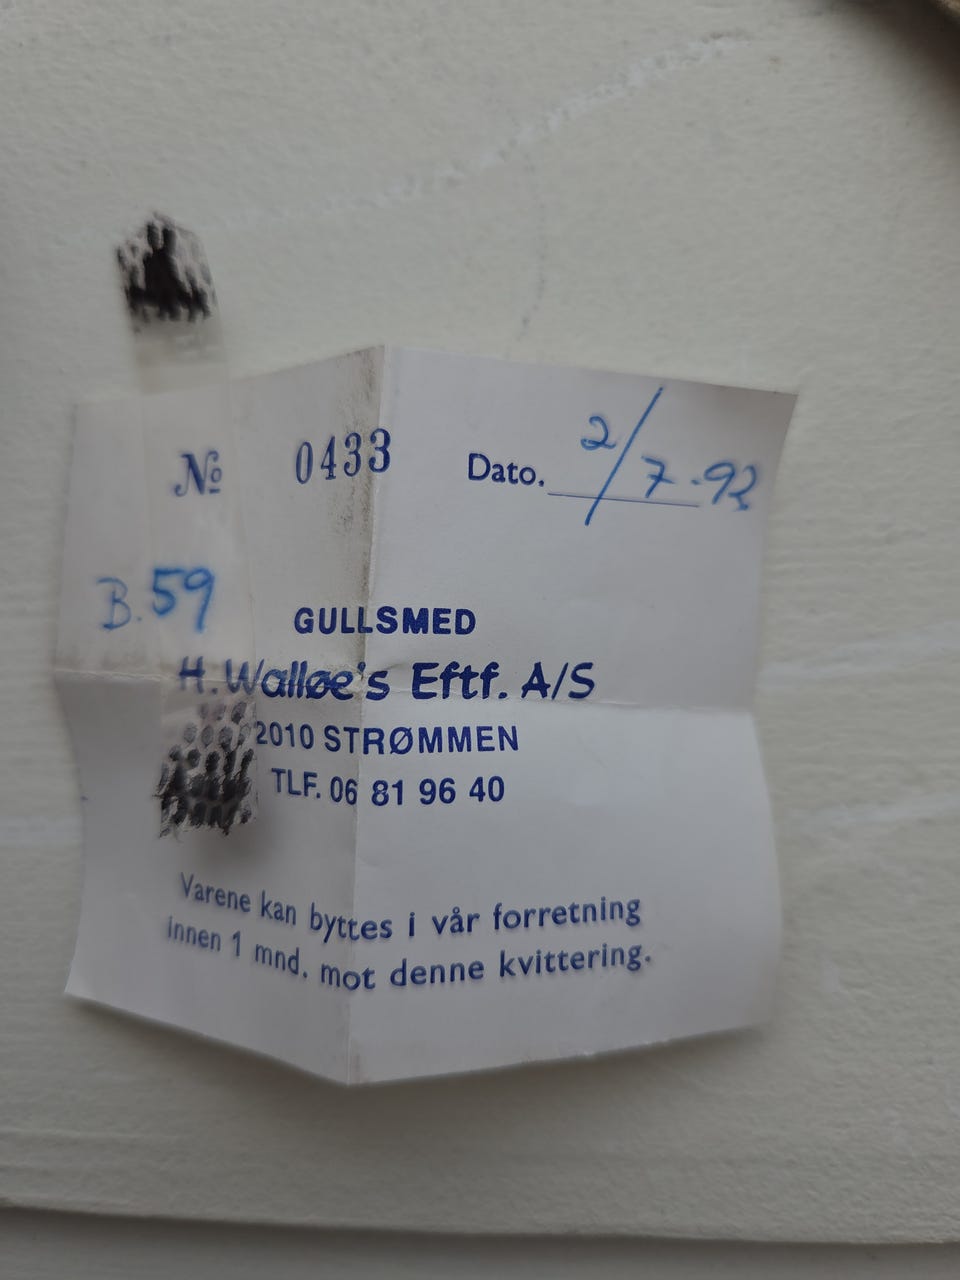 № 0433 Dato. 2/7-92
B.59
GULLSMED
H. Walløe's Eftf. A/S
2010 STRØMMEN
TLF. 06 81 96 40
Varene kan byttes i vår forretning
innen 1 mnd. mot denne kvittering.